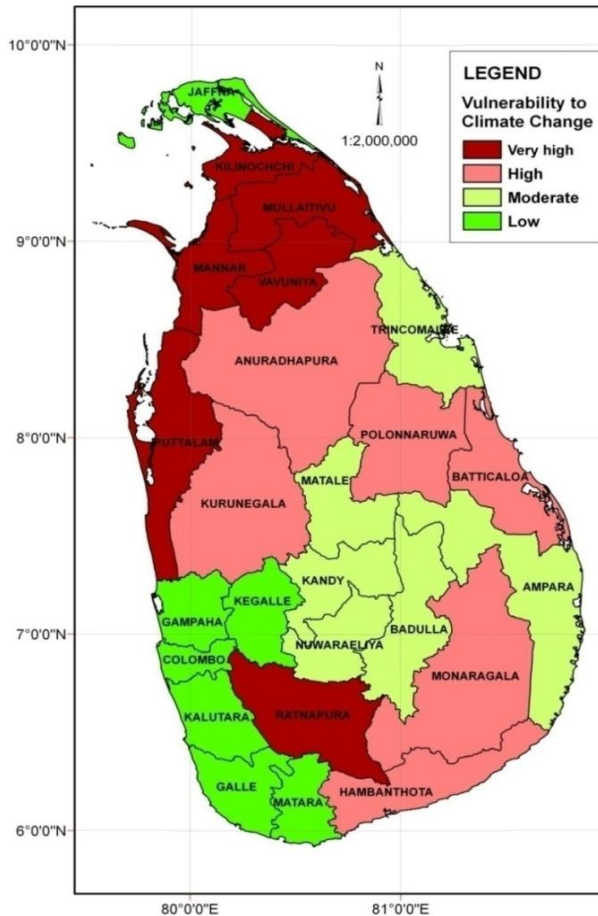 10°0'0"N
9°0'0"N
8°0'0"N
7°0'0"N
6°0'0"N
80°0'0"E
81°0'0"E
N
1:2,000,000
LEGEND
Vulnerability to
Climate Change
Very high
High
Moderate
Low
JAFFNA
KILINOCHCHI
MULLAITIVU
MANNAR
VAVUNIYA
TRINCOMALEE
ANURADHAPURA
PUTTALAM
POLONNARUWA
BATTICALOA
MATALE
KURUNEGALA
KANDY
AMPARA
KEGALLE
GAMPAHA
NUWARAELIYA
BADULLA
COLOMBO
MONARAGALA
KALUTARA
RATNAPURA
GALLE
MATARA
HAMBANTHOTA